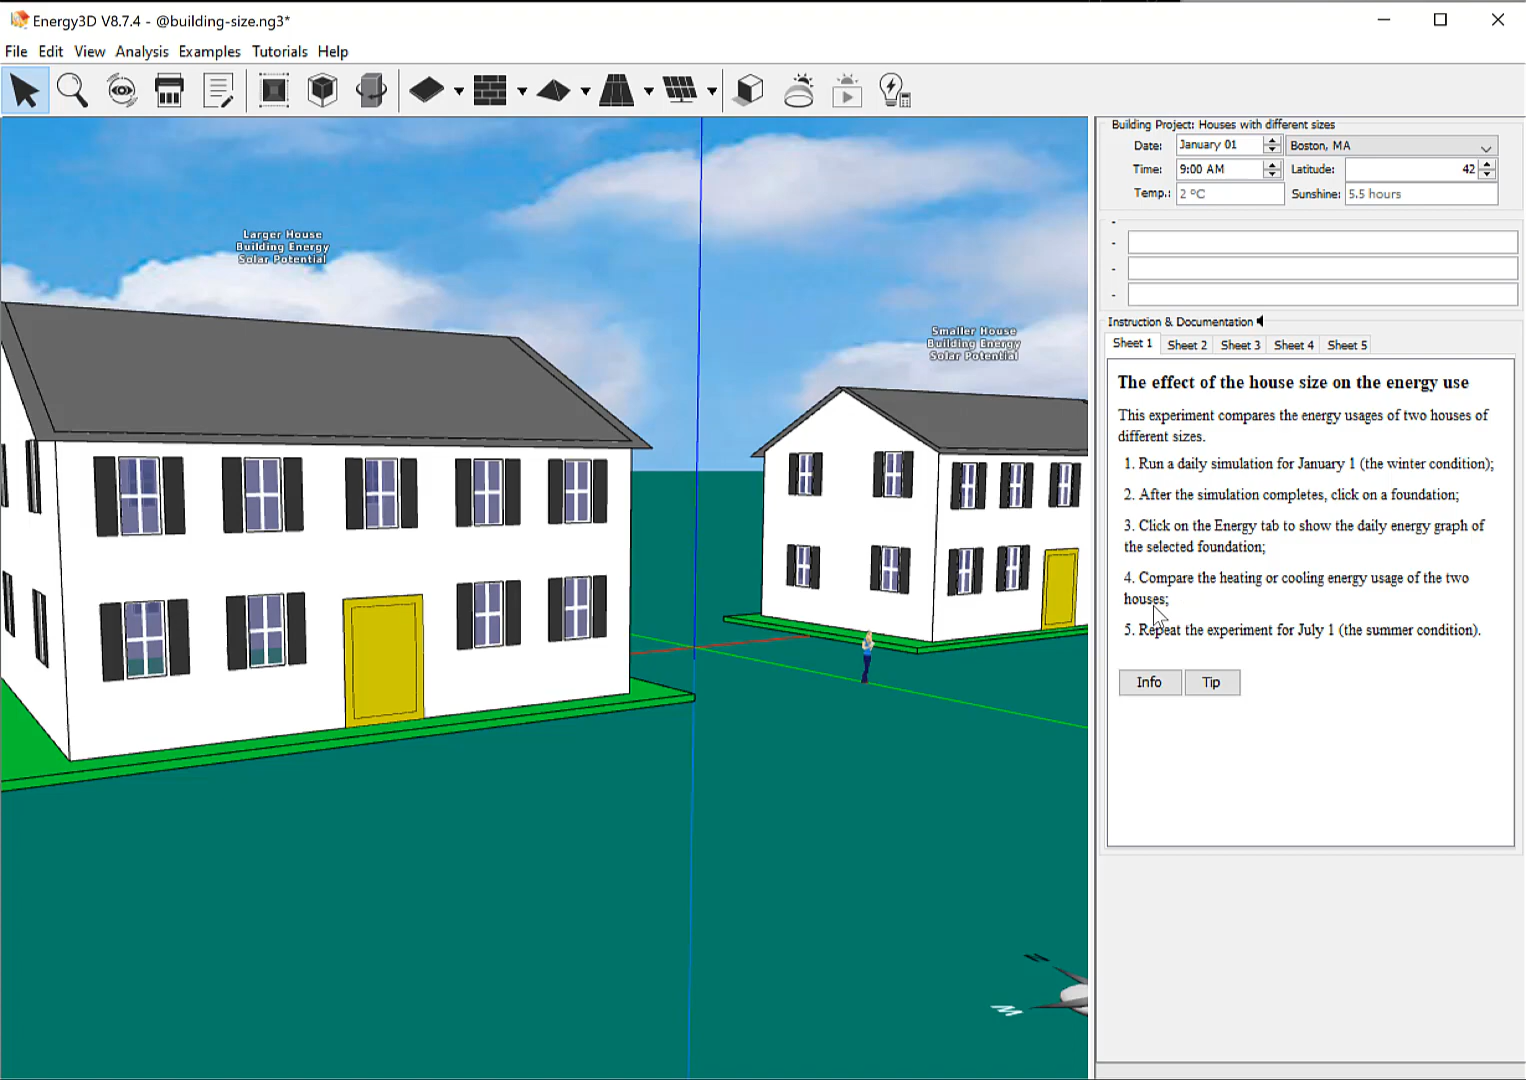 Energy3D V8.7.4 - @building-size.ng3*
File Edit View Analysis Examples Tutorials Help
Larger House
Building Energy
Solar Potential
Smaller House
Building Energy
Solar Potential
Building Project: Houses with different sizes
Date: January 01 Boston, MA
Time: 9:00 AM Latitude: 42
Temp.: 2 °C Sunshine: 5.5 hours
-
-
-
-
Instruction & Documentation
Sheet 1 Sheet 2 Sheet 3 Sheet 4 Sheet 5
The effect of the house size on the energy use
This experiment compares the energy usages of two houses of
different sizes.
1. Run a daily simulation for January 1 (the winter condition);
2. After the simulation completes, click on a foundation;
3. Click on the Energy tab to show the daily energy graph of
the selected foundation;
4. Compare the heating or cooling energy usage of the two
houses;
5. Repeat the experiment for July 1 (the summer condition).
Info Tip
W